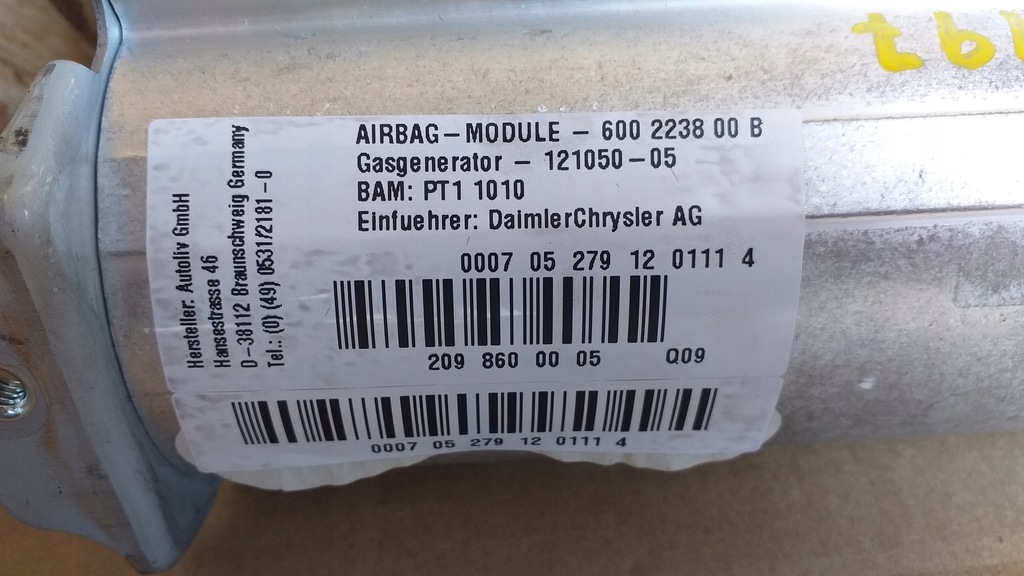 AIRBAG-MODULE - 600 2238 00 B
Gasgenerator - 121050-05
BAM: PT1 1010
Einfuehrer: DaimlerChrysler AG
0007 05 279 12 0111 4
209 860 00 05 Q09
0007 05 279 12 0111 4
Hersteller: Autoliv GmbH
Hansestrasse 46
D-38112 Braunschweig Germany
Tel.: (0) (49) 0531/2181-0